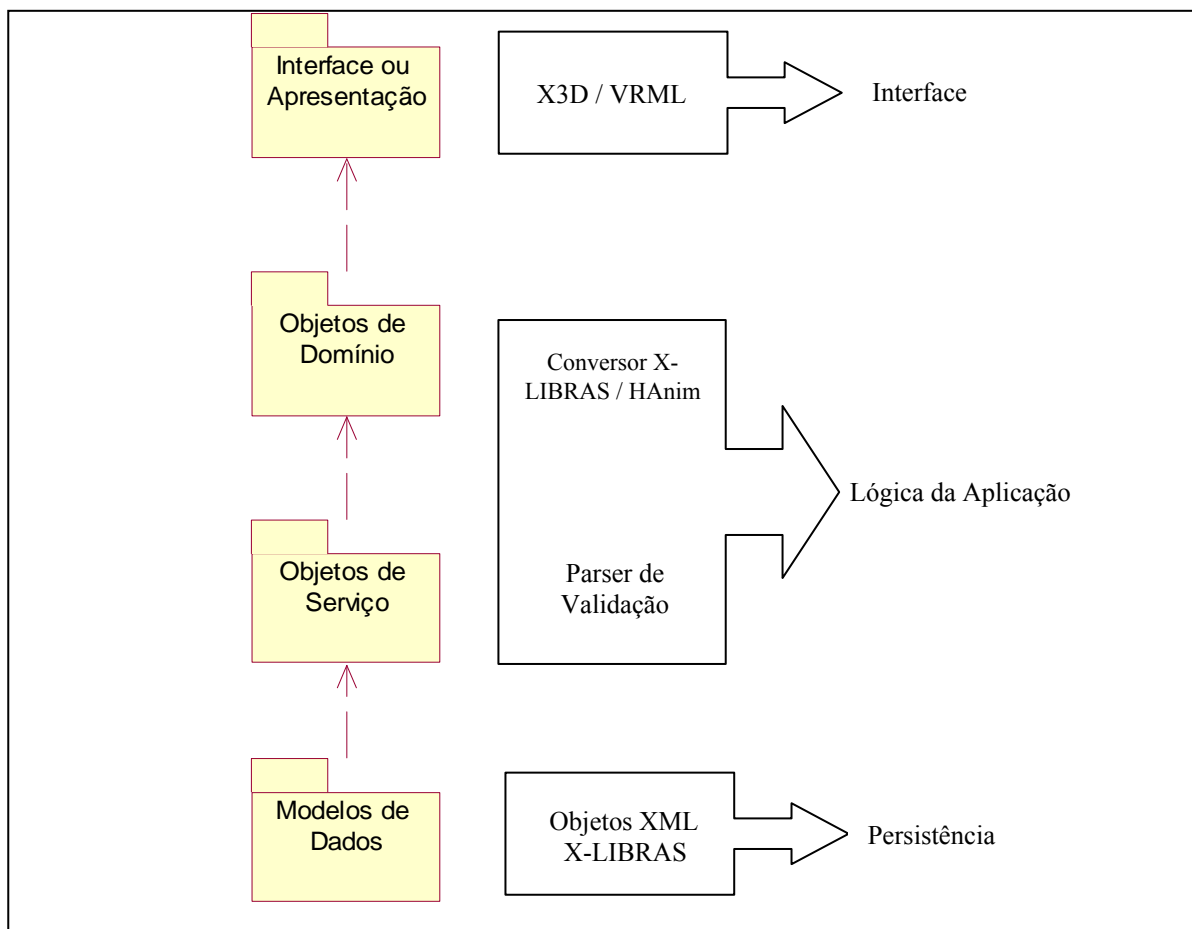 Interface ou
Apresentação
X3D / VRML
Interface
Objetos de
Domínio
Conversor X-
LIBRAS / HAnim
Lógica da Aplicação
Objetos de
Serviço
Parser de
Validação
Modelos de
Dados
Objetos XML
X-LIBRAS
Persistência